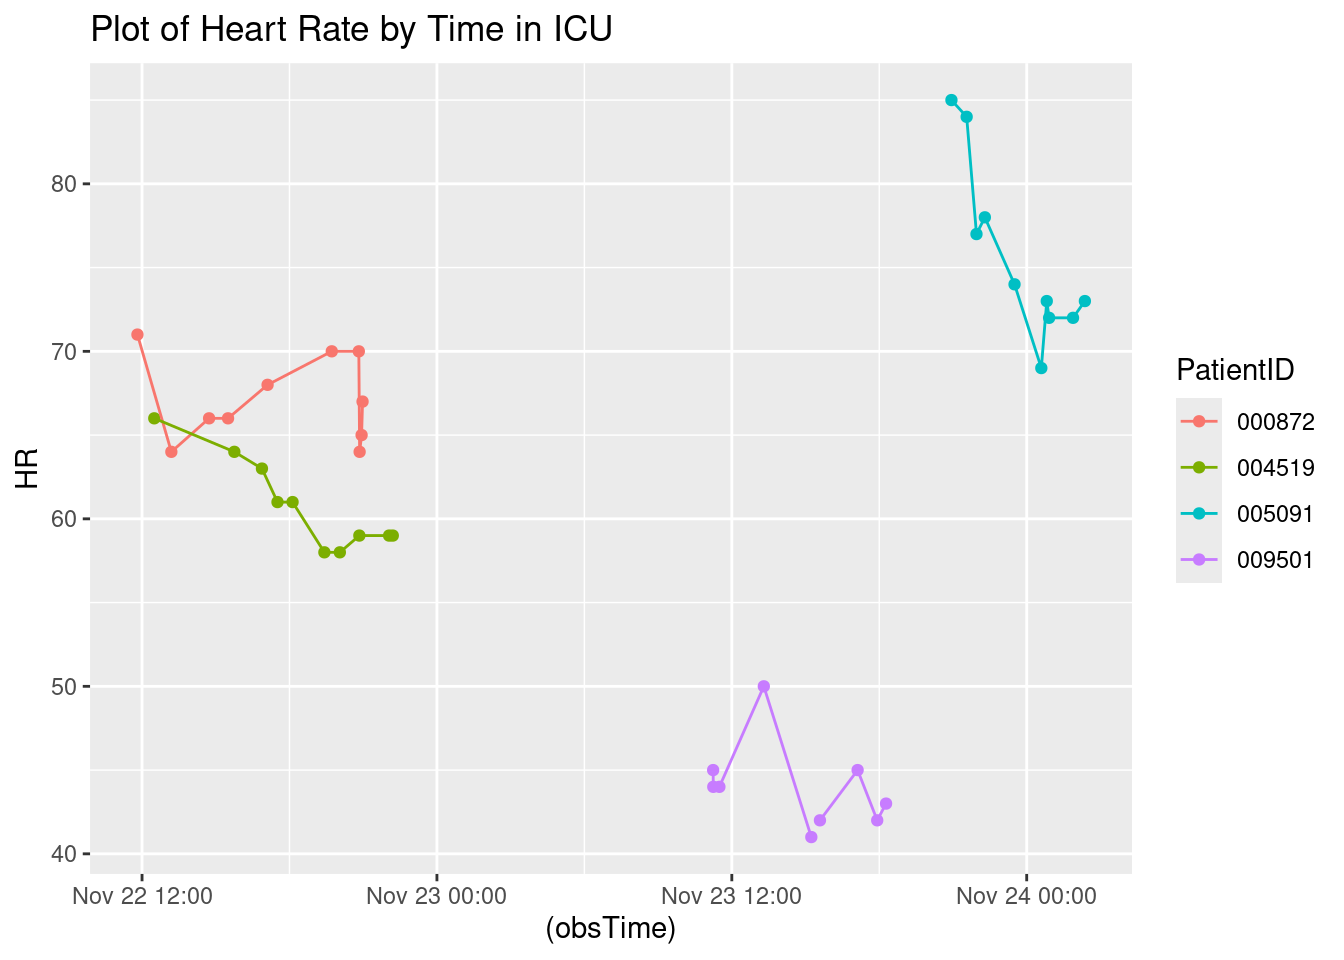 Plot of Heart Rate by Time in ICU
80
70
60
50
40
HR
Nov 22 12:00
Nov 23 00:00
Nov 23 12:00
Nov 24 00:00
(obsTime)
PatientID
000872
004519
005091
009501